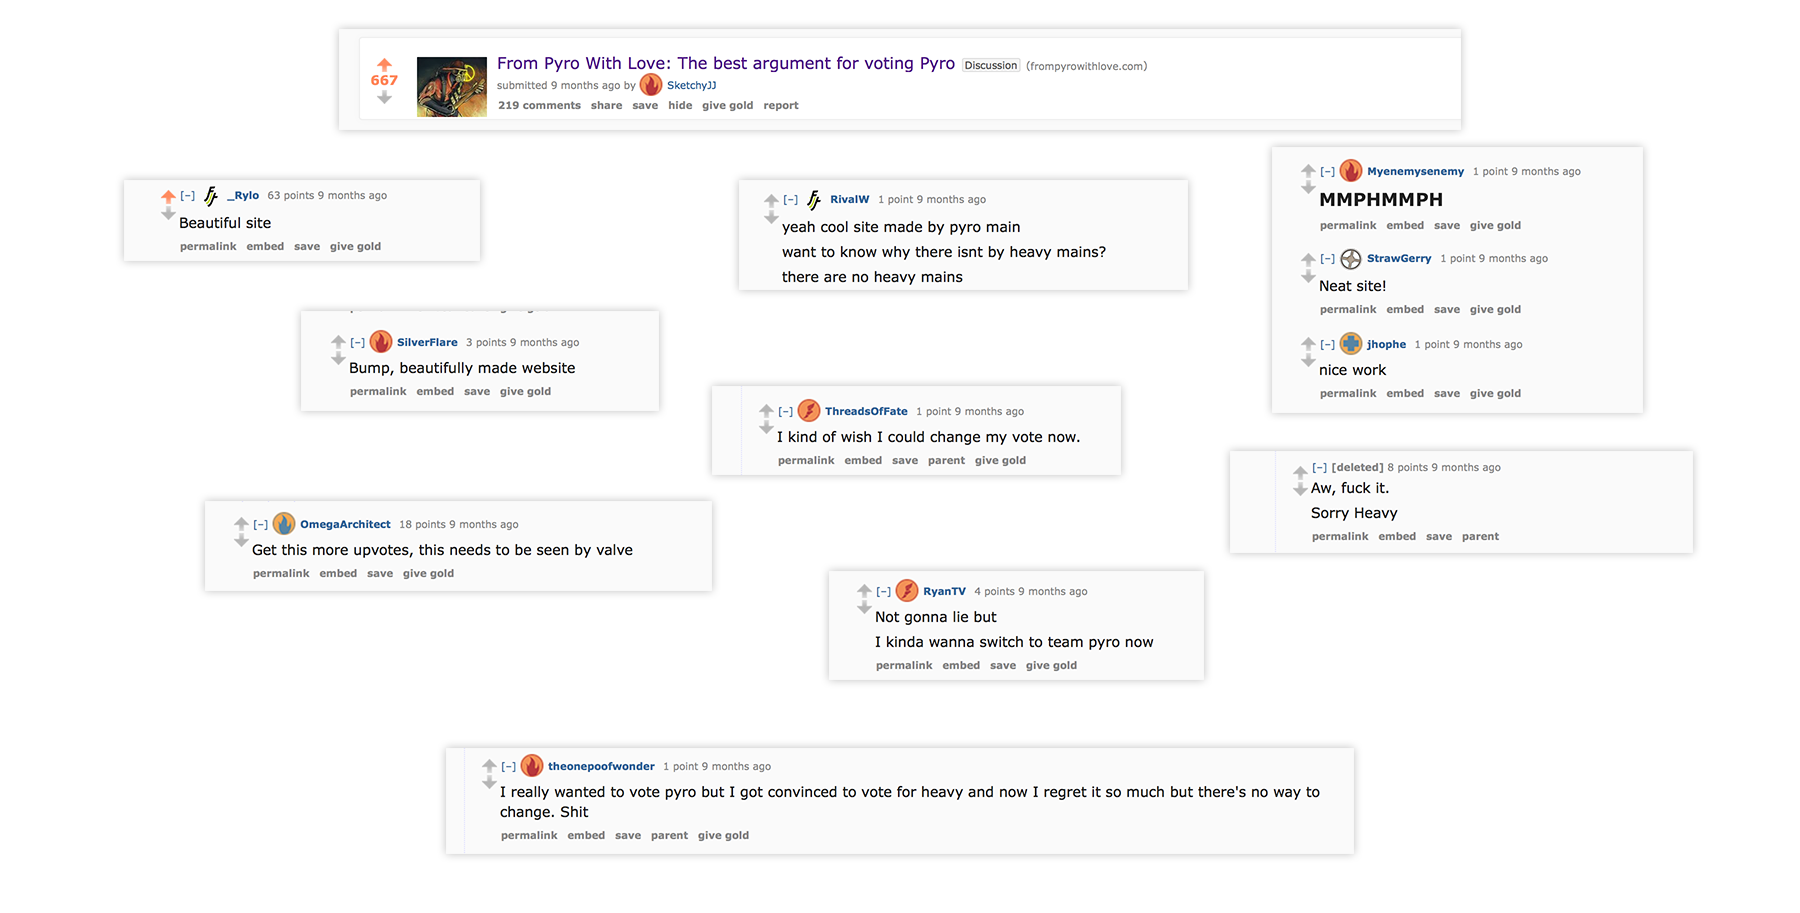 From Pyro With Love: The best argument for voting Pyro Discussion (frompyrowithlove.com)
667
submitted 9 months ago by SketchyJJ
219 comments share save hide give gold report
[–] _Rylo 63 points 9 months ago
Beautiful site
permalink embed save give gold
[–] RivalW 1 point 9 months ago
yeah cool site made by pyro main
want to know why there isnt by heavy mains?
there are no heavy mains
[–] Myenemysenemy 1 point 9 months ago
MMPHMMPH
permalink embed save give gold
[–] StrawGerry 1 point 9 months ago
Neat site!
permalink embed save give gold
[–] jhophe 1 point 9 months ago
nice work
permalink embed save give gold
[–] SilverFlare 3 points 9 months ago
Bump, beautifully made website
permalink embed save give gold
[–] ThreadsOfFate 1 point 9 months ago
I kind of wish I could change my vote now.
permalink embed save parent give gold
[–] [deleted] 8 points 9 months ago
Aw, fuck it.
Sorry Heavy
permalink embed save parent
[–] OmegaArchitect 18 points 9 months ago
Get this more upvotes, this needs to be seen by valve
permalink embed save give gold
[–] RyanTV 4 points 9 months ago
Not gonna lie but
I kinda wanna switch to team pyro now
permalink embed save give gold
[–] theonepoofwonder 1 point 9 months ago
I really wanted to vote pyro but I got convinced to vote for heavy and now I regret it so much but there's no way to
change. Shit
permalink embed save parent give gold